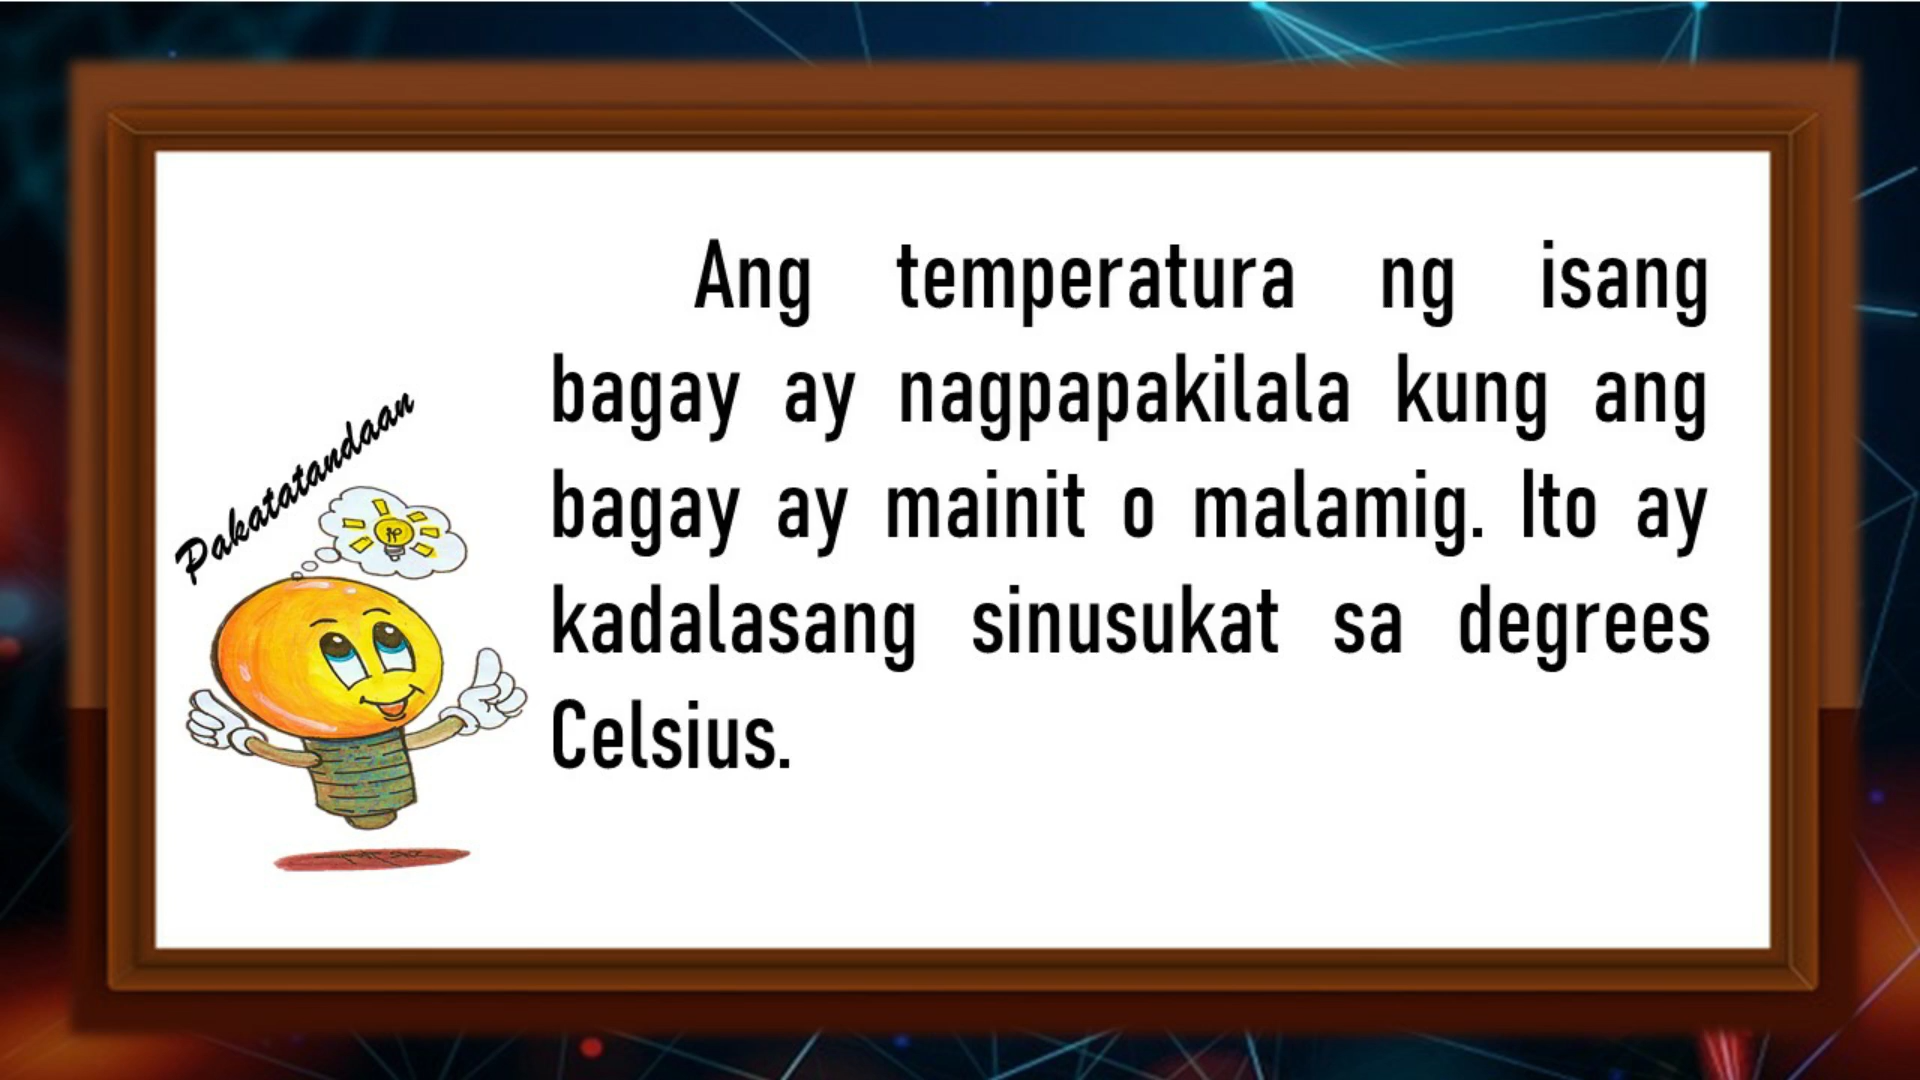 Ang temperatura ng isang
bagay ay nagpapakilala kung ang
bagay ay mainit o malamig. Ito ay
kadalasang sinusukat sa degrees
Celsius.
Pakatatandaan